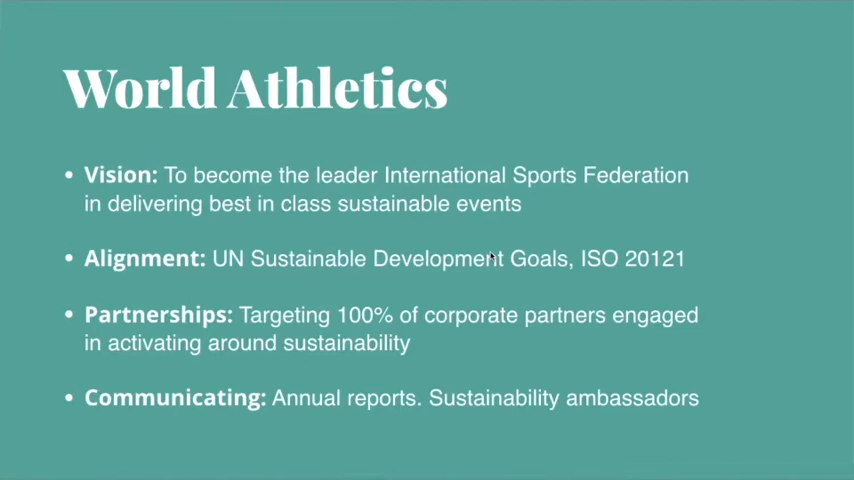 World Athletics
• Vision: To become the leader International Sports Federation
in delivering best in class sustainable events
• Alignment: UN Sustainable Development Goals, ISO 20121
• Partnerships: Targeting 100% of corporate partners engaged
in activating around sustainability
• Communicating: Annual reports. Sustainability ambassadors